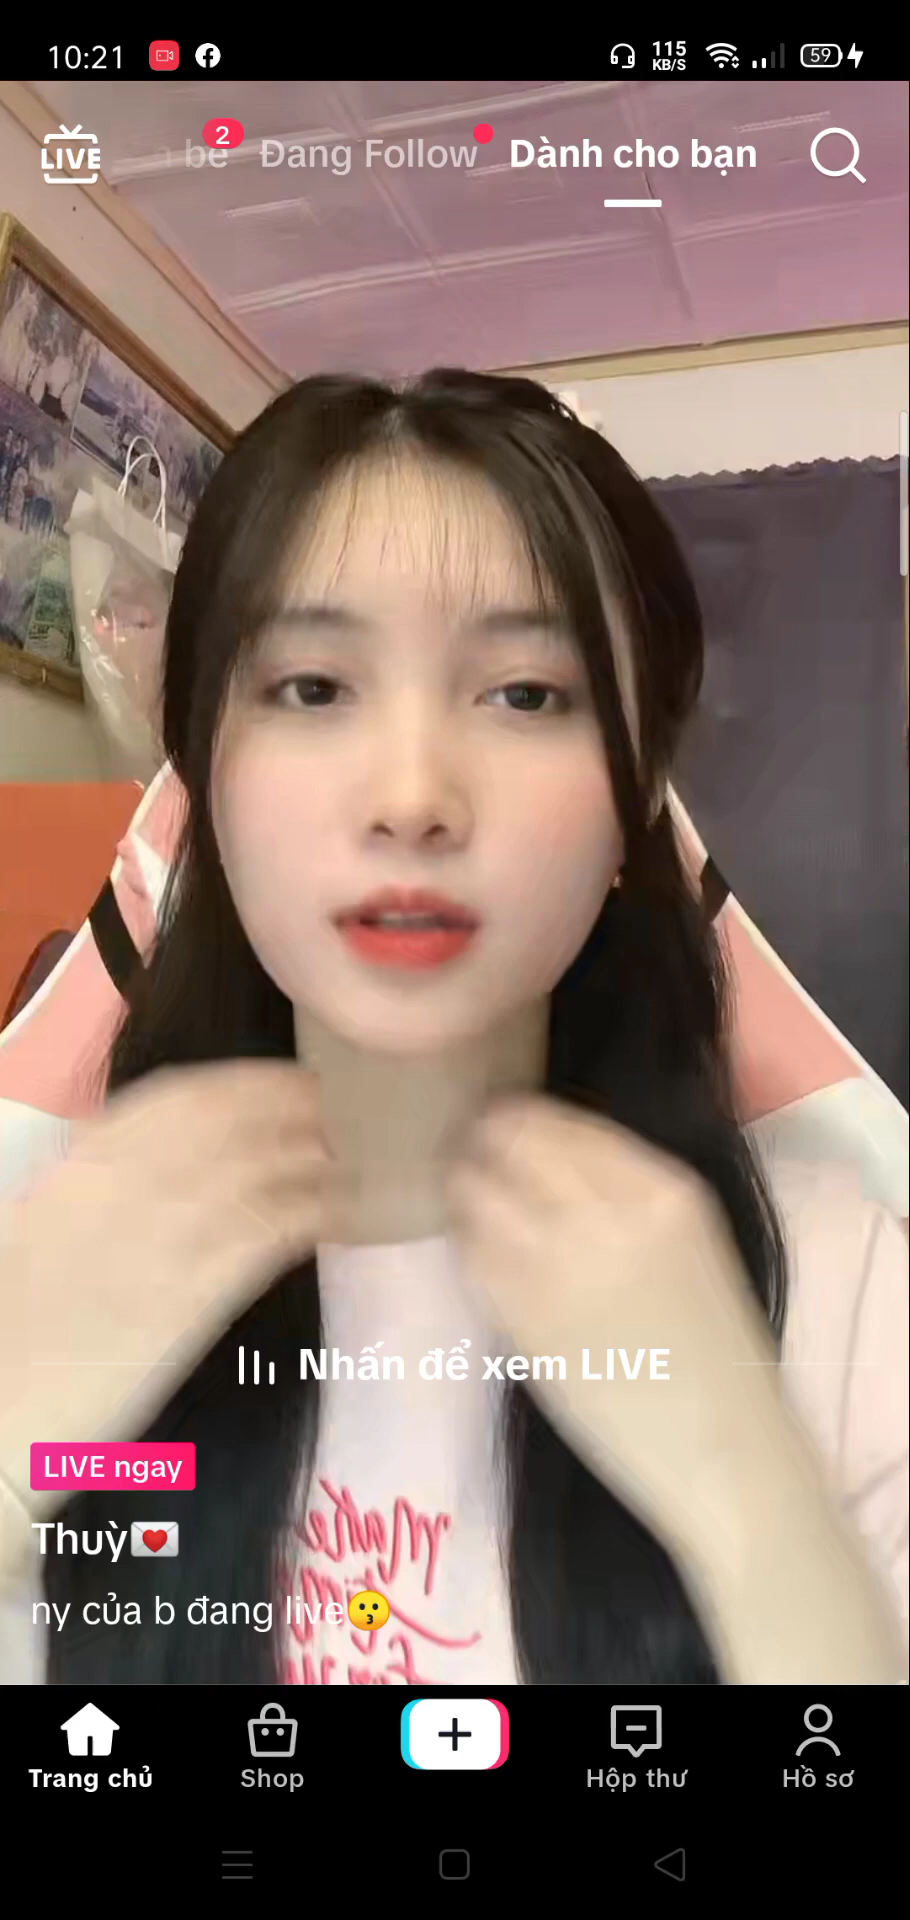 10:21
115
KB/S
59
LIVE
bè
2
Đang Follow
Dành cho bạn
Nhấn để xem LIVE
LIVE ngay
Thuỳ💌
ny của b đang live😗
Make
Trang chủ
Shop
Hộp thư
Hồ sơ